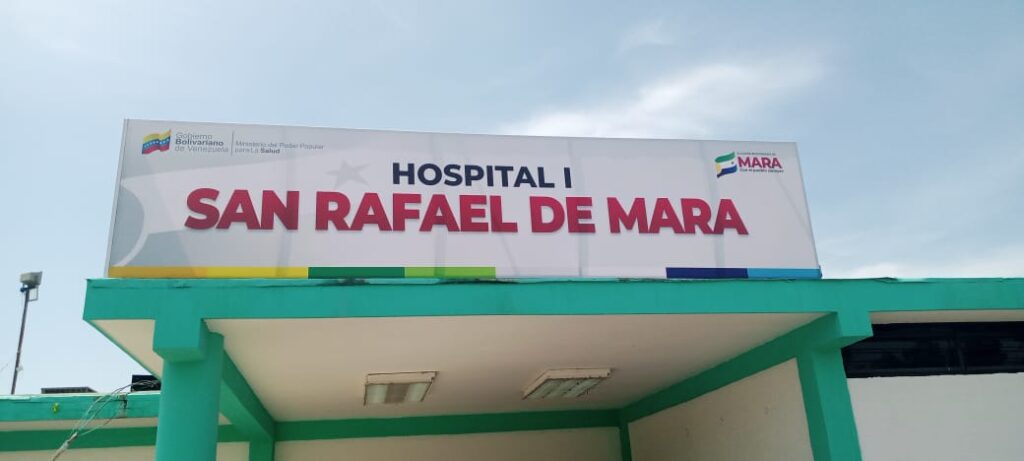 Gobierno
Bolivariano
de Venezuela
Ministerio del Poder Popular
para La Salud
HOSPITAL I
SAN RAFAEL DE MARA
MARA